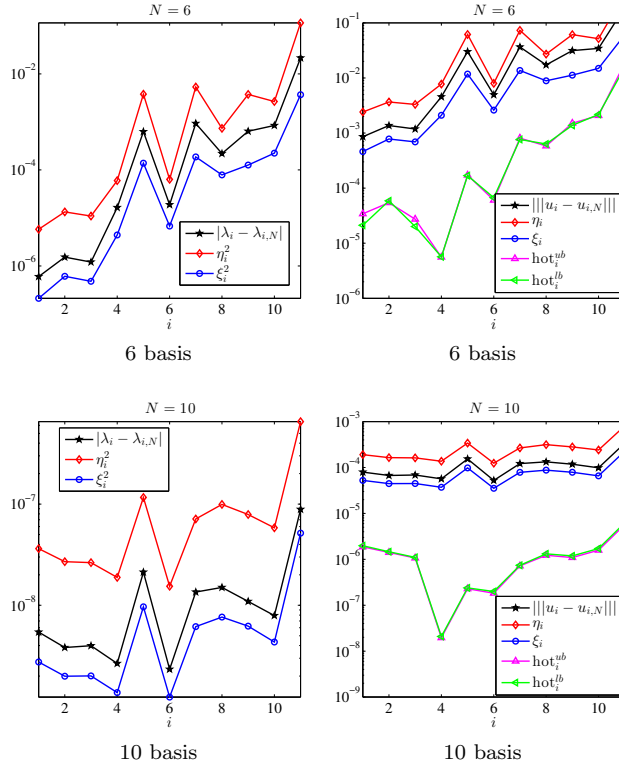 N = 6
10^{-2}
10^{-4}
10^{-6}
2 4 6 8 10
i
|λ_i − λ_{i,N}|
η_i^2
ξ_i^2
6 basis
N = 6
10^{-1}
10^{-2}
10^{-3}
10^{-4}
10^{-5}
10^{-6}
2 4 6 8 10
i
|||u_i − u_{i,N}|||
η_i
ξ_i
hot_i^{ub}
hot_i^{lb}
6 basis
N = 10
10^{-7}
10^{-8}
2 4 6 8 10
i
|λ_i − λ_{i,N}|
η_i^2
ξ_i^2
10 basis
N = 10
10^{-3}
10^{-4}
10^{-5}
10^{-6}
10^{-7}
10^{-8}
10^{-9}
2 4 6 8 10
i
|||u_i − u_{i,N}|||
η_i
ξ_i
hot_i^{ub}
hot_i^{lb}
10 basis